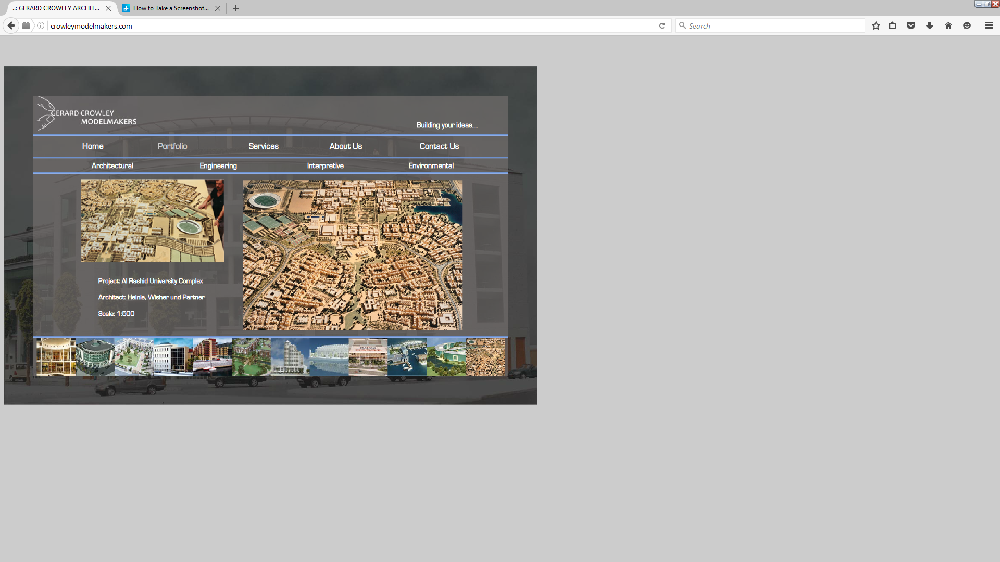 ..: GERARD CROWLEY ARCHIT...
How to Take a Screenshot...
crowleymodelmakers.com
Search
GERARD CROWLEY
MODELMAKERS
Building your ideas....
Home Portfolio Services About Us Contact Us
Architectural Engineering Interpretive Environmental
Project: Al Rashid University Complex
Architect: Heinle, Wisher und Partner
Scale: 1:500